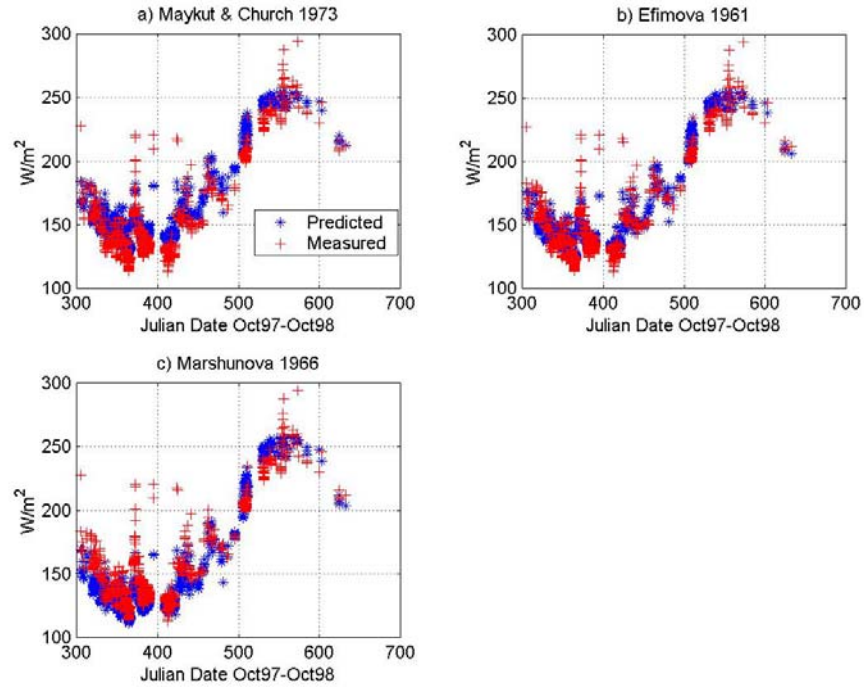 a) Maykut & Church 1973
300
250
200
150
100
W/m²
Predicted
Measured
300 400 500 600 700
Julian Date Oct97-Oct98
b) Efimova 1961
300
250
200
150
100
W/m²
300 400 500 600 700
Julian Date Oct97-Oct98
c) Marshunova 1966
300
250
200
150
100
W/m²
300 400 500 600 700
Julian Date Oct97-Oct98